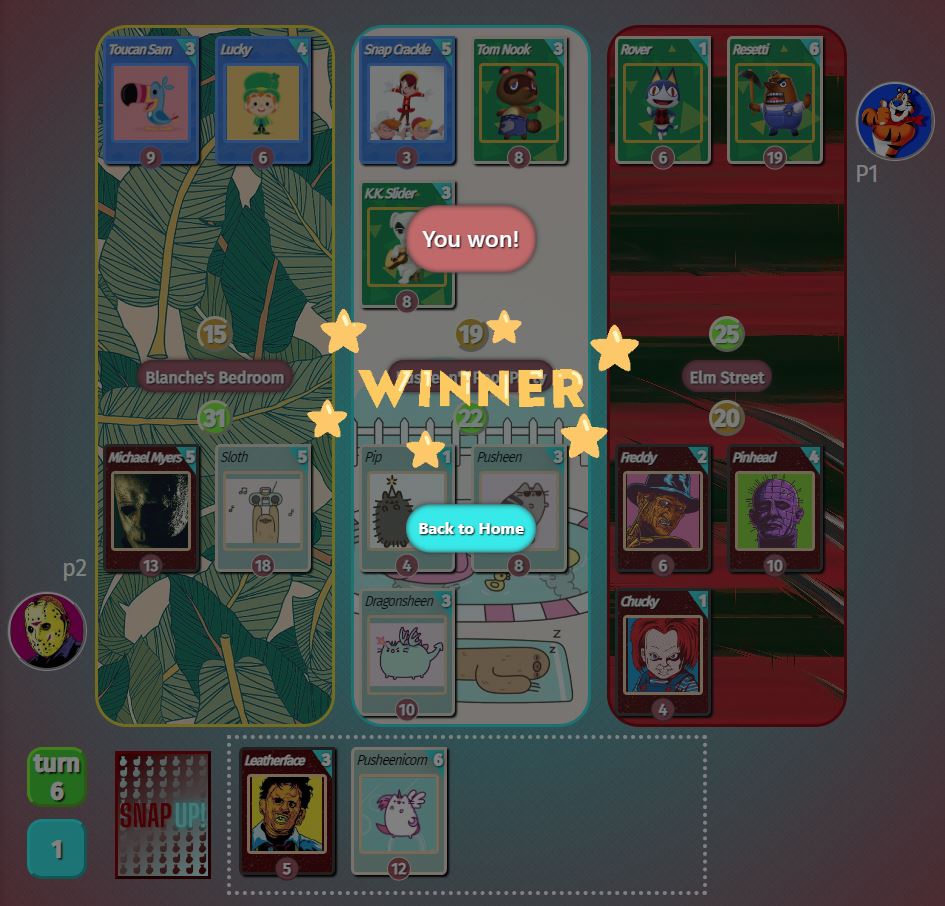 Toucan Sam 3
Lucky 4
Snap Crackle 5
Tom Nook 3
Rover 1
Resetti 6
9
6
3
8
6
19
P1
K.K. Slider 3
You won!
8
15
19
25
Blanche's Bedroom
Elm Street
WINNER
31
22
20
Michael Myers 5
Sloth 5
Pip 1
Pusheen 3
Freddy 2
Pinhead 4
Back to Home
13
18
4
8
6
10
p2
Dragonsheen 3
Chucky 1
10
4
turn
6
1
SNAP UP!
Leatherface 3
Pusheenicorn 6
5
12